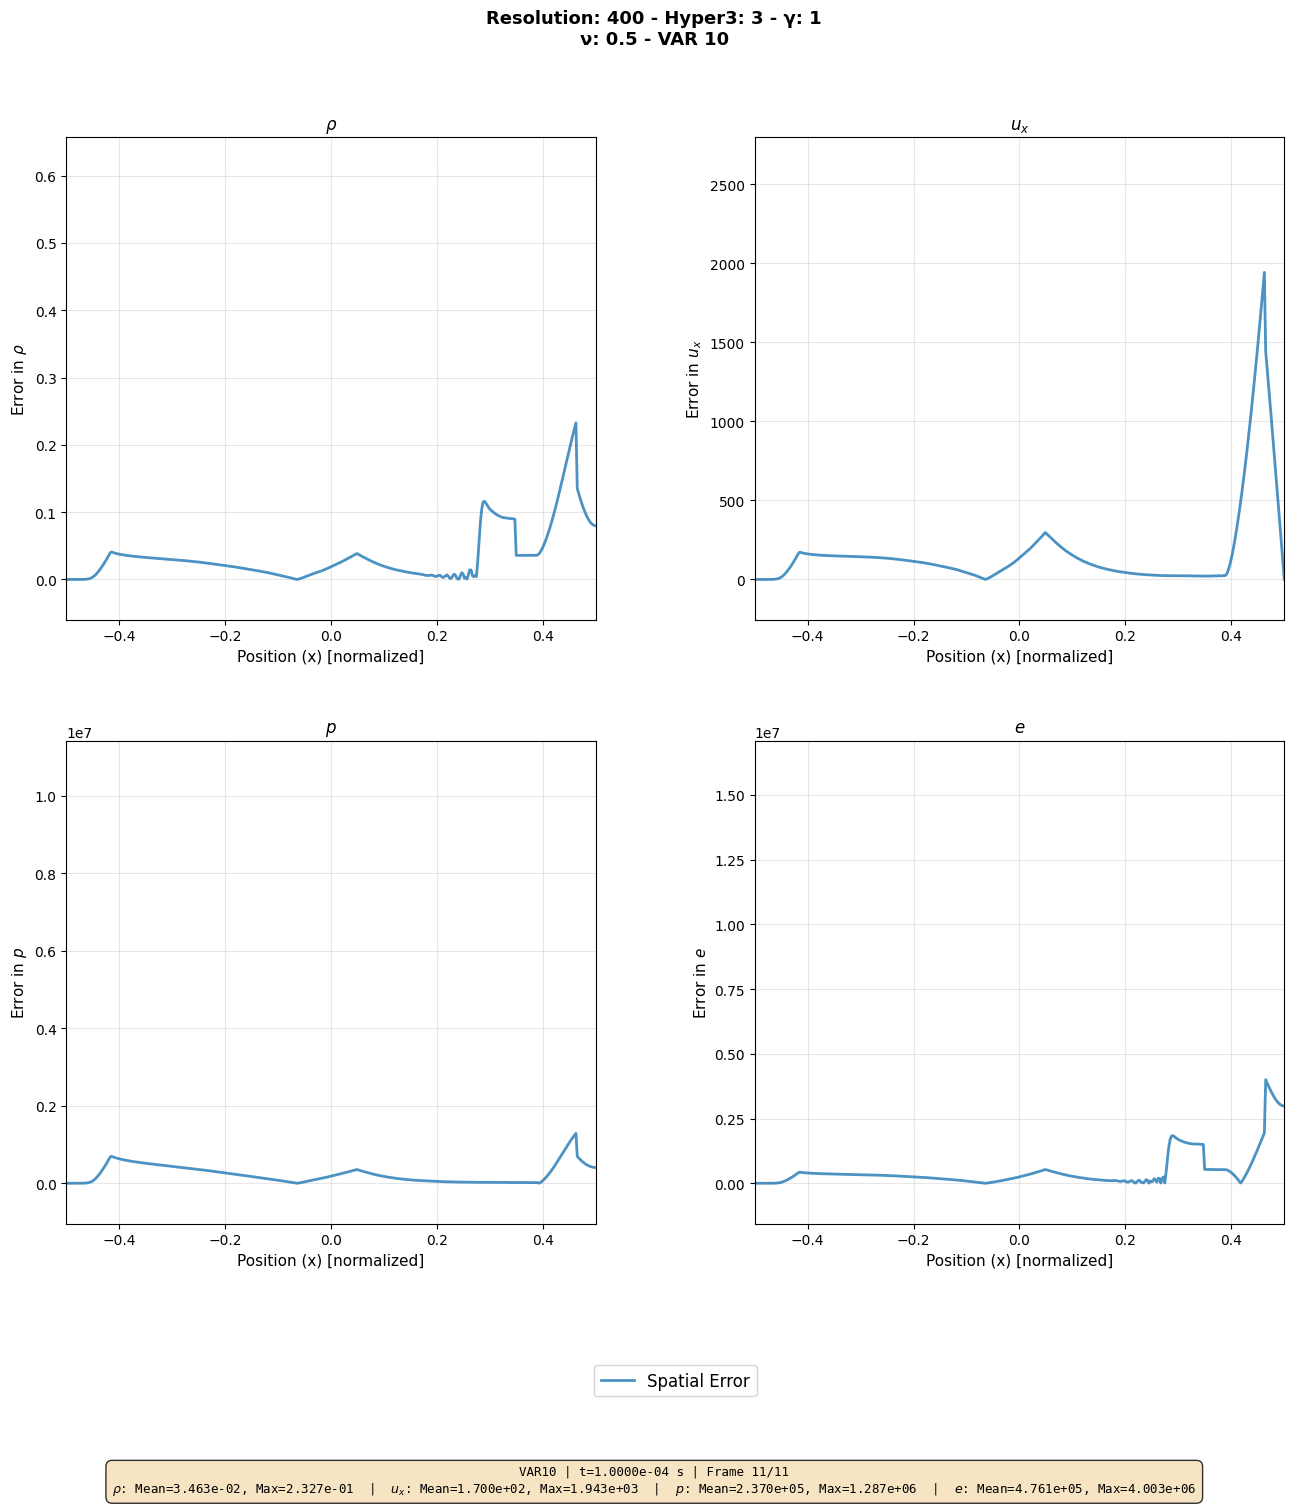 Resolution: 400 - Hyper3: 3 - γ: 1
ν: 0.5 - VAR 10
ρ
Error in ρ
0.6
0.5
0.4
0.3
0.2
0.1
0.0
−0.4 −0.2 0.0 0.2 0.4
Position (x) [normalized]
u_x
Error in u_x
2500
2000
1500
1000
500
0
−0.4 −0.2 0.0 0.2 0.4
Position (x) [normalized]
p
1e7
Error in p
1.0
0.8
0.6
0.4
0.2
0.0
−0.4 −0.2 0.0 0.2 0.4
Position (x) [normalized]
e
1e7
Error in e
1.50
1.25
1.00
0.75
0.50
0.25
0.00
−0.4 −0.2 0.0 0.2 0.4
Position (x) [normalized]
Spatial Error
VAR10 | t=1.0000e-04 s | Frame 11/11
ρ: Mean=3.463e-02, Max=2.327e-01 | u_x: Mean=1.700e+02, Max=1.943e+03 | p: Mean=2.370e+05, Max=1.287e+06 | e: Mean=4.761e+05, Max=4.003e+06